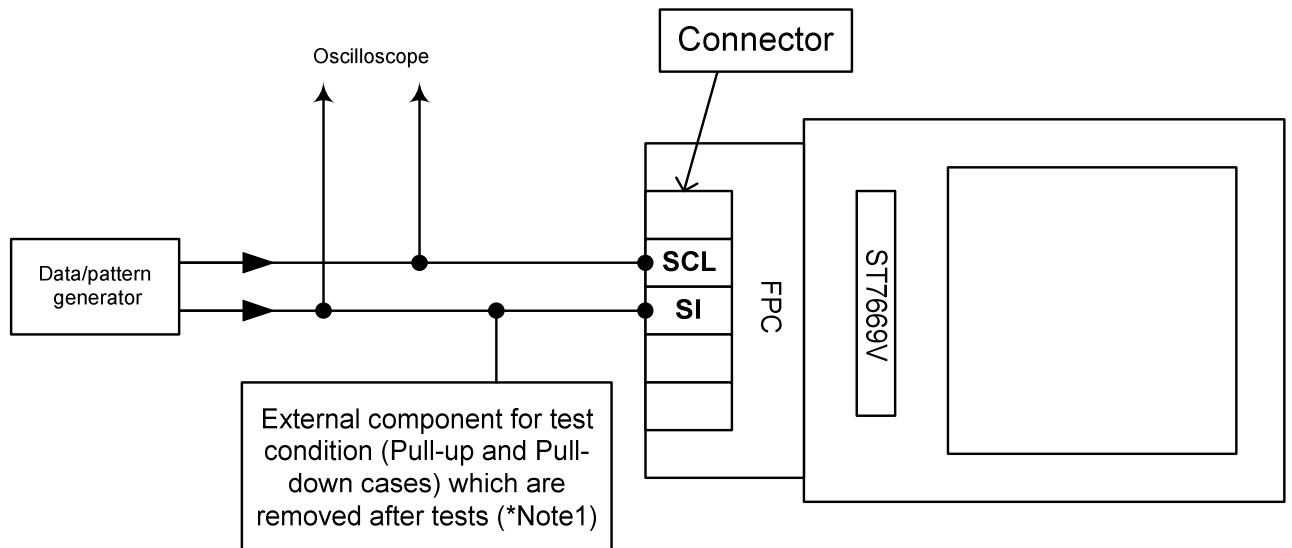 Oscilloscope
Connector
Data/pattern
generator
SCL
SI
FPC
ST7669V
External component for test
condition (Pull-up and Pull-
down cases) which are
removed after tests (*Note1)